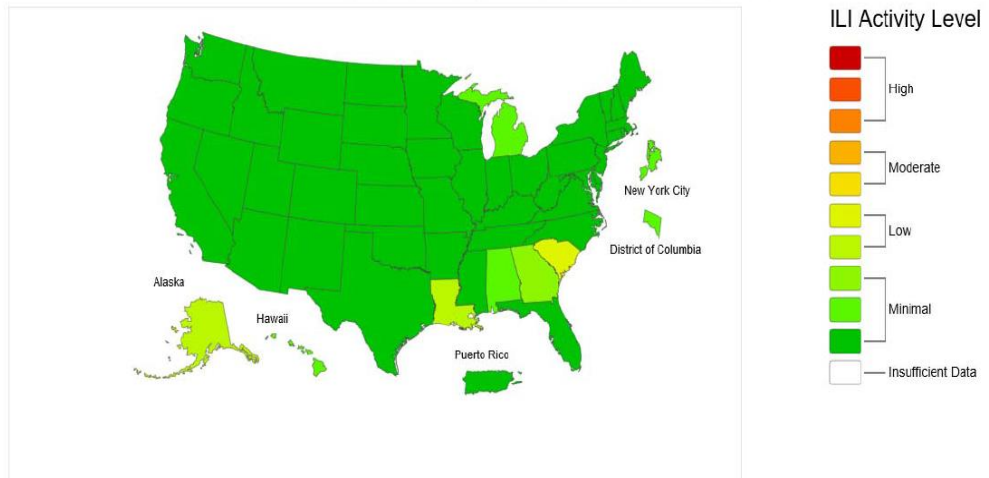 ILI Activity Level
High
Moderate
New York City
Low
District of Columbia
Alaska
Hawaii
Minimal
Puerto Rico
Insufficient Data